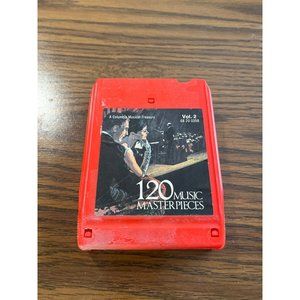 A Columbia Musical Treasury
Vol. 2
120 MUSIC
MASTERPIECES